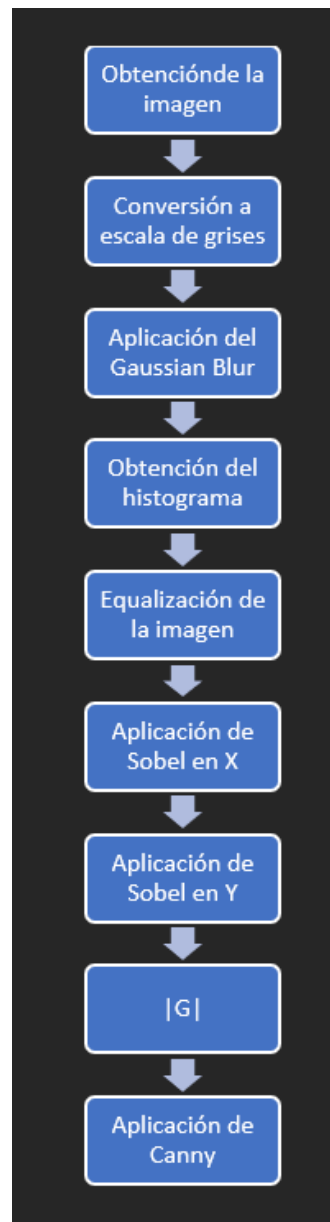 Obtenciónde la
imagen
Conversión a
escala de grises
Aplicación del
Gaussian Blur
Obtención del
histograma
Equalización de
la imagen
Aplicación de
Sobel en X
Aplicación de
Sobel en Y
|G|
Aplicación de
Canny